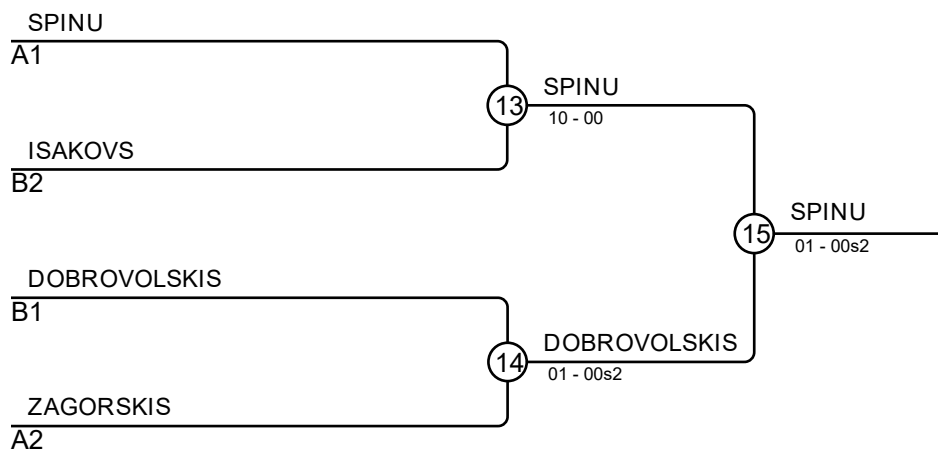 SPINU
A1
13
SPINU
10 - 00
ISAKOVS
B2
15
SPINU
01 - 00s2
DOBROVOLSKIS
B1
14
DOBROVOLSKIS
01 - 00s2
ZAGORSKIS
A2